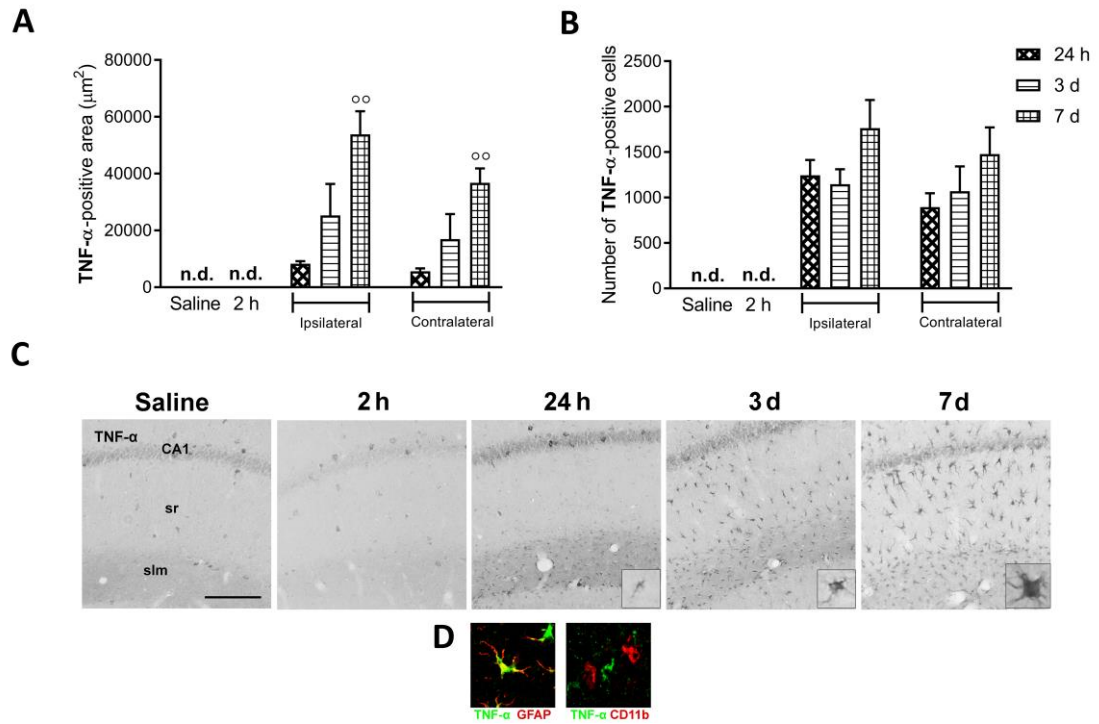 A
TNF-α-positive area (μm²)
80000
60000
40000
20000
0
n.d. n.d.
Saline 2 h
Ipsilateral
Contralateral
°°
°°
B
Number of TNF-α-positive cells
2500
2000
1500
1000
500
0
n.d. n.d.
Saline 2 h
Ipsilateral
Contralateral
24 h
3 d
7 d
C
Saline 2 h 24 h 3 d 7 d
TNF-α
CA1
sr
slm
D
TNF-α GFAP
TNF-α CD11b